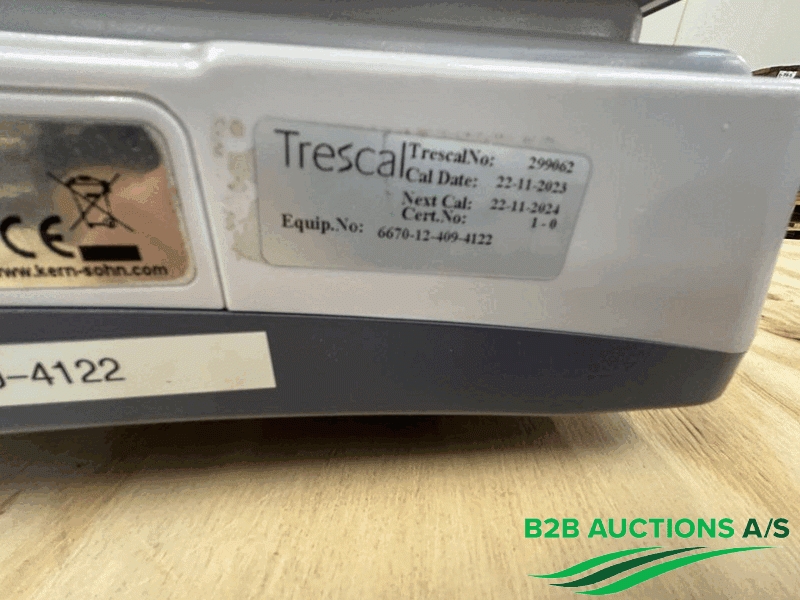 Trescal
TrescalNo: 299062
Cal Date: 22-11-2023
Next Cal: 22-11-2024
Cert.No: 1 - 0
Equip.No: 6670-12-409-4122
CE
www.kern-sohn.com
-4122
B2B AUCTIONS A/S